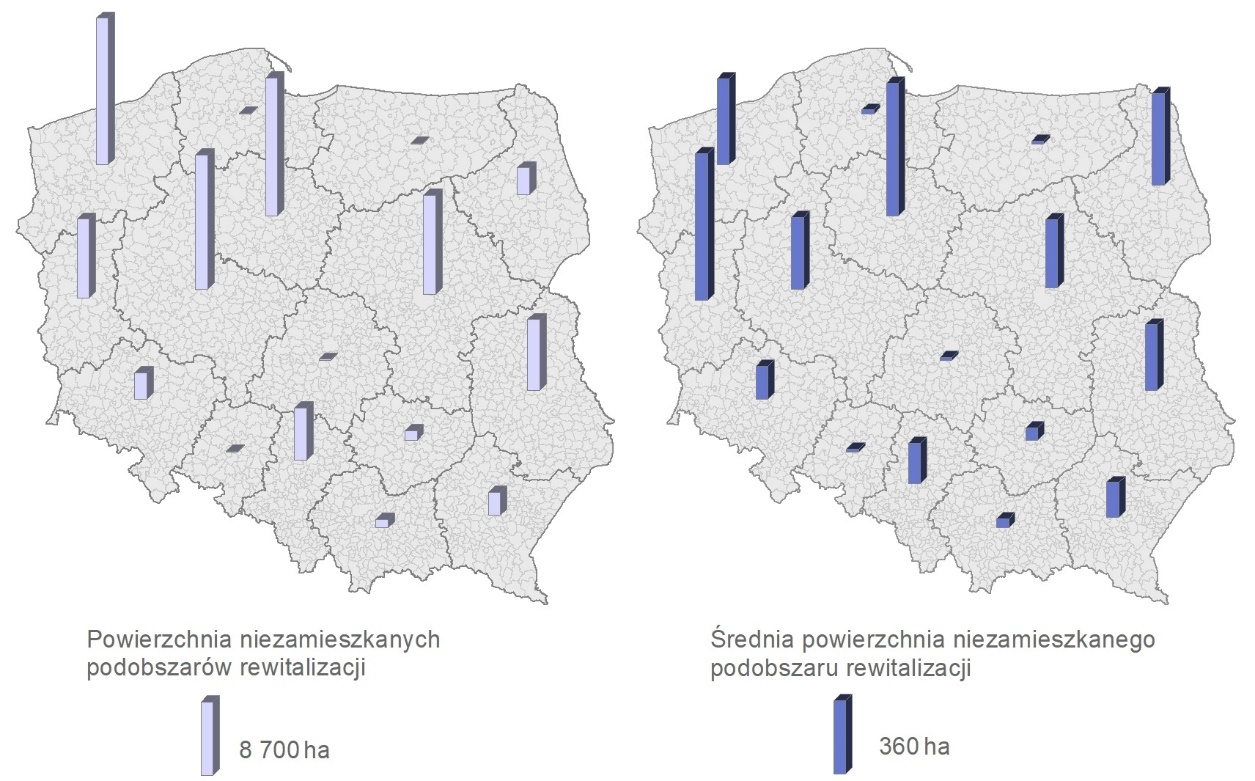 Powierzchnia niezamieszkanych
podobszarów rewitalizacji
8 700 ha
Średnia powierzchnia niezamieszkanego
podobszaru rewitalizacji
360 ha